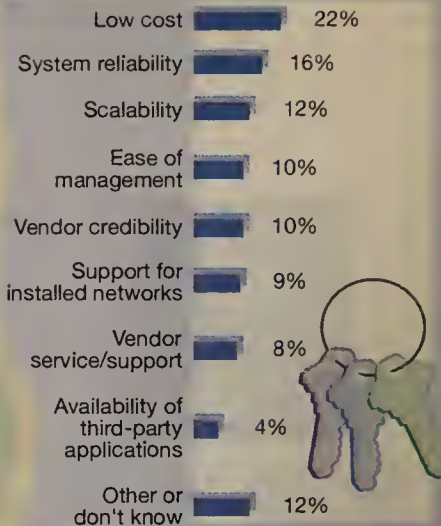 Low cost 22%
System reliability 16%
Scalability 12%
Ease of
management 10%
Vendor credibility 10%
Support for
installed networks 9%
Vendor
service/support 8%
Availability of
third-party
applications 4%
Other or
don't know 12%